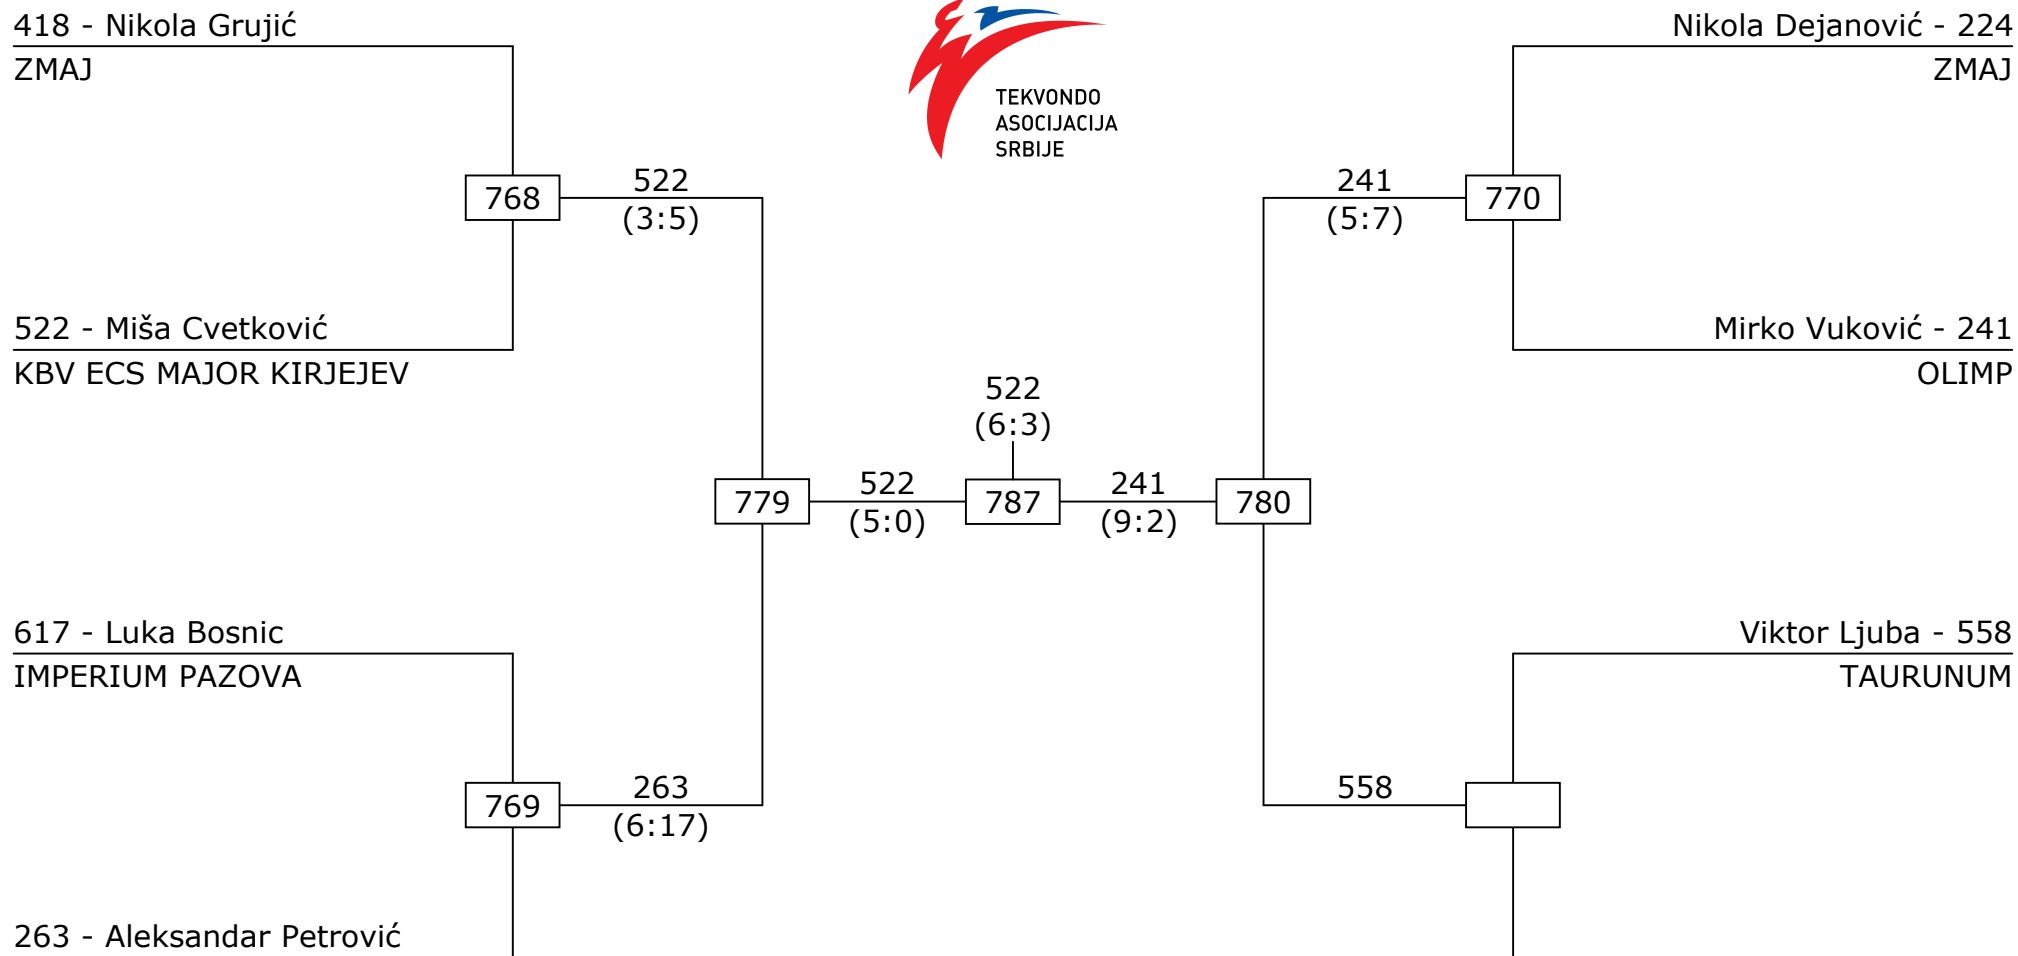 418 - Nikola Grujić
ZMAJ
TEKVONDO
ASOCIJACIJA
SRBIJE
Nikola Dejanović - 224
ZMAJ
768
522
(3:5)
241
(5:7)
770
522 - Miša Cvetković
KBV ECS MAJOR KIRJEJEV
Mirko Vuković - 241
OLIMP
522
(6:3)
779
522
(5:0)
787
241
(9:2)
780
617 - Luka Bosnic
IMPERIUM PAZOVA
Viktor Ljuba - 558
TAURUNUM
769
263
(6:17)
558
263 - Aleksandar Petrović